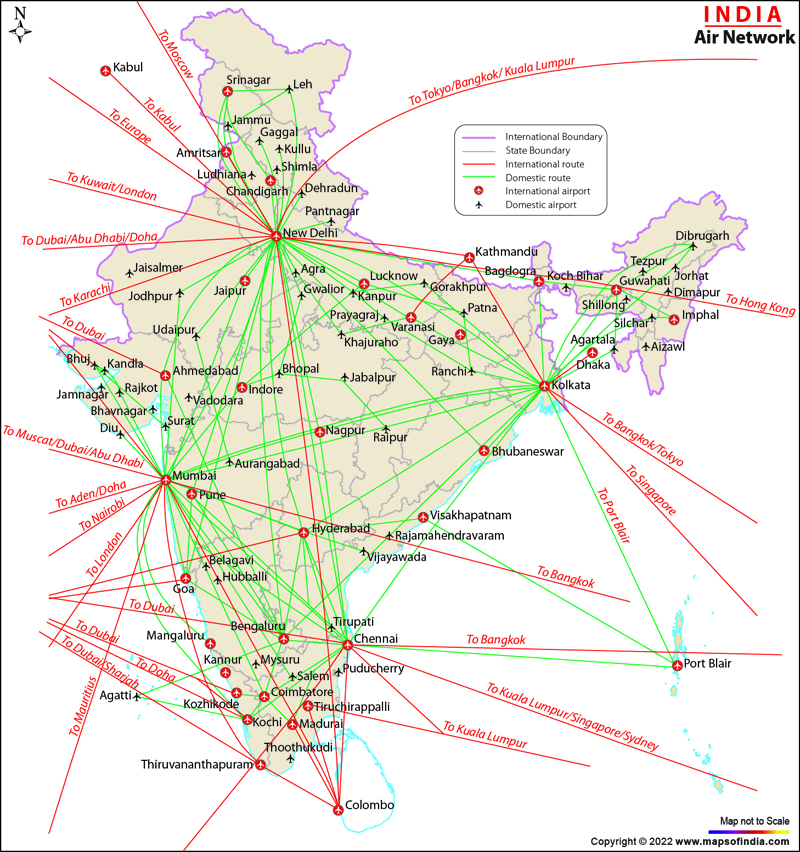 N
INDIA
Air Network
To Moscow
Kabul
To Kabul
To Europe
To Tokyo/Bangkok/ Kuala Lumpur
Srinagar
Leh
Jammu
Gaggal
Amritsar
Kullu
Shimla
Ludhiana
Chandigarh
Dehradun
Pantnagar
International Boundary
State Boundary
International route
Domestic route
International airport
Domestic airport
To Kuwait/London
New Delhi
To Dubai/Abu Dhabi/Doha
Kathmandu
Dibrugarh
Jaisalmer
Agra
Lucknow
Bagdogra
Koch Bihar
Tezpur
Jorhat
Guwahati
Jodhpur
Jaipur
Gwalior
Kanpur
Gorakhpur
Shillong
Dimapur
To Hong Kong
To Karachi
Prayagraj
Patna
Silchar
Imphal
To Dubai
Udaipur
Khajuraho
Varanasi
Gaya
Agartala
Aizawl
Dhaka
Bhuj
Kandla
Ahmedabad
Bhopal
Jabalpur
Ranchi
Kolkata
Jamnagar
Rajkot
Indore
Vadodara
Bhavnagar
Diu
Surat
Nagpur
Raipur
To Bangkok/Tokyo
To Muscat/Dubai/Abu Dhabi
Aurangabad
Bhubaneswar
To Singapore
Mumbai
Pune
To Aden/Doha
To Port Blair
To Nairobi
Hyderabad
Visakhapatnam
Rajamahendravaram
To London
Vijayawada
Belagavi
Hubballi
To Bangkok
Goa
To Dubai
Tirupati
Bengaluru
Chennai
To Bangkok
Mangaluru
To Dubai
To Dubai/Sharjah
To Doha
Kannur
Mysuru
Salem
Puducherry
Port Blair
Agatti
Kozhikode
Coimbatore
Tiruchirappalli
To Kuala Lumpur/Singapore/Sydney
To Mauritius
Kochi
Madurai
To Kuala Lumpur
Thoothukudi
Thiruvananthapuram
Colombo
Map not to Scale
Copyright © 2022 www.mapsofindia.com